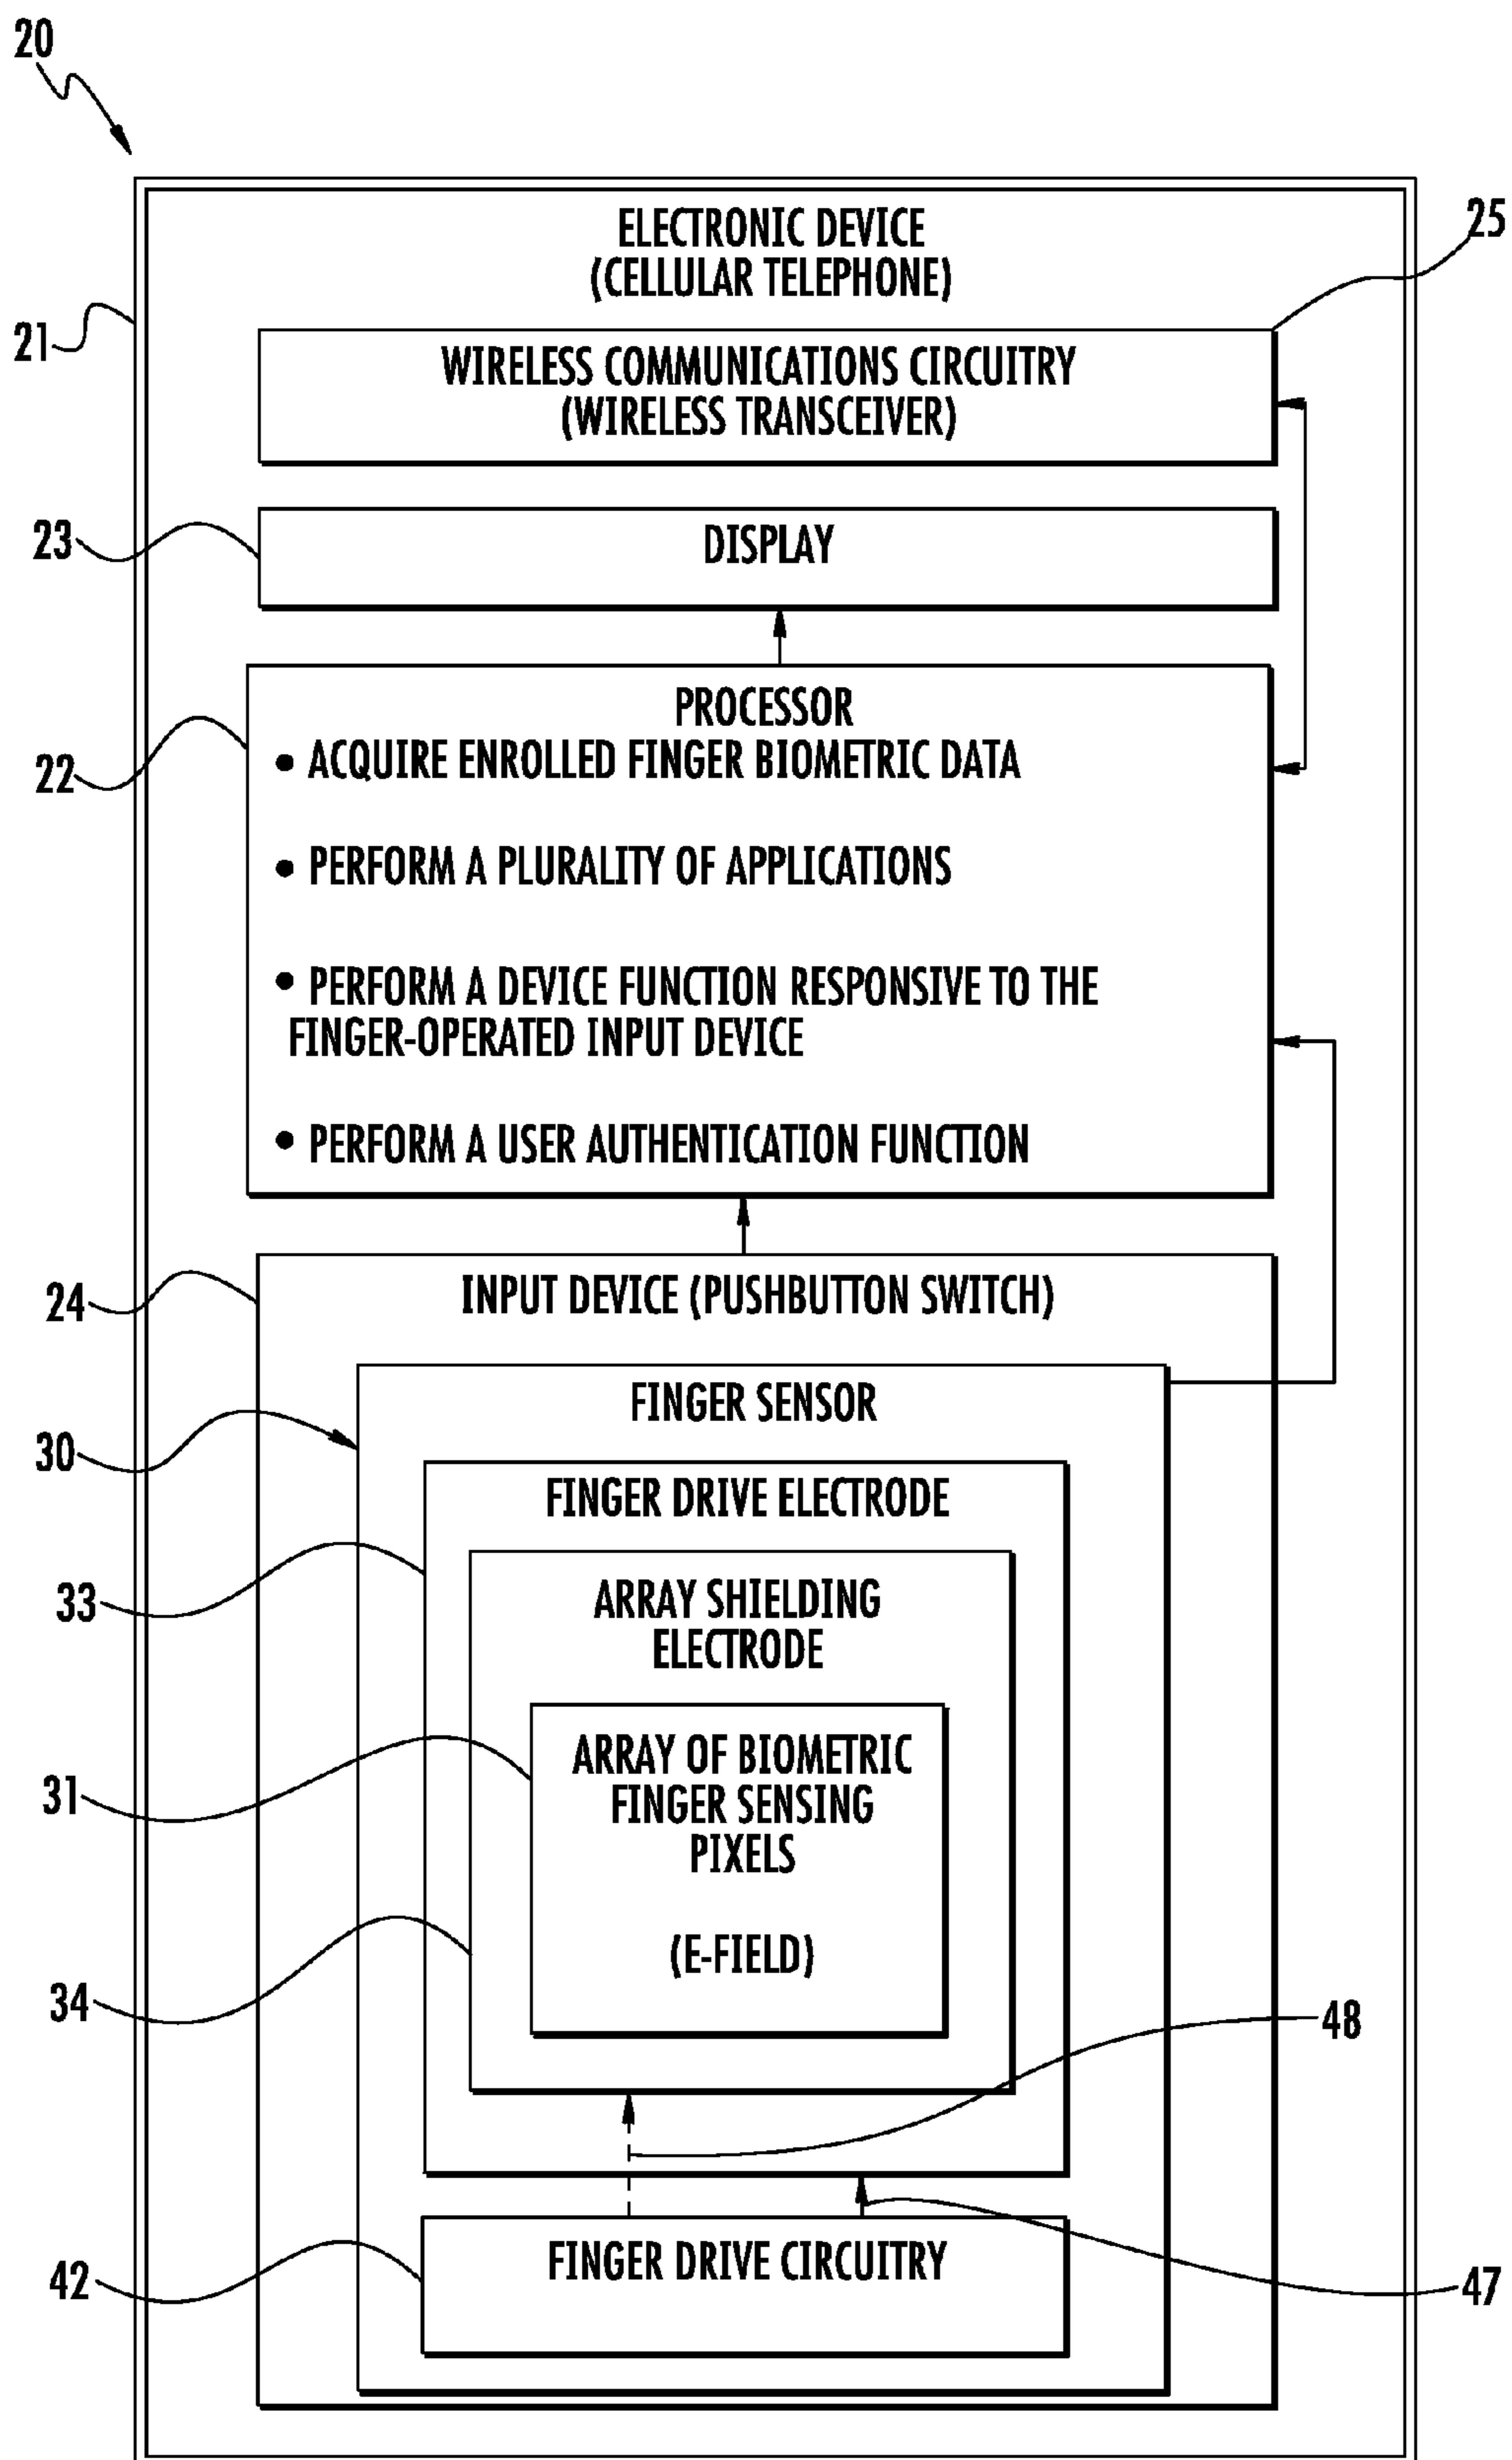 20
ELECTRONIC DEVICE
(CELLULAR TELEPHONE)
25
21
WIRELESS COMMUNICATIONS CIRCUITRY
(WIRELESS TRANSCEIVER)
23
DISPLAY
PROCESSOR
22
• ACQUIRE ENROLLED FINGER BIOMETRIC DATA
• PERFORM A PLURALITY OF APPLICATIONS
• PERFORM A DEVICE FUNCTION RESPONSIVE TO THE
FINGER-OPERATED INPUT DEVICE
• PERFORM A USER AUTHENTICATION FUNCTION
24
INPUT DEVICE (PUSHBUTTON SWITCH)
FINGER SENSOR
30
FINGER DRIVE ELECTRODE
33
ARRAY SHIELDING
ELECTRODE
31
ARRAY OF BIOMETRIC
FINGER SENSING
PIXELS
(E-FIELD)
34
48
42
FINGER DRIVE CIRCUITRY
47